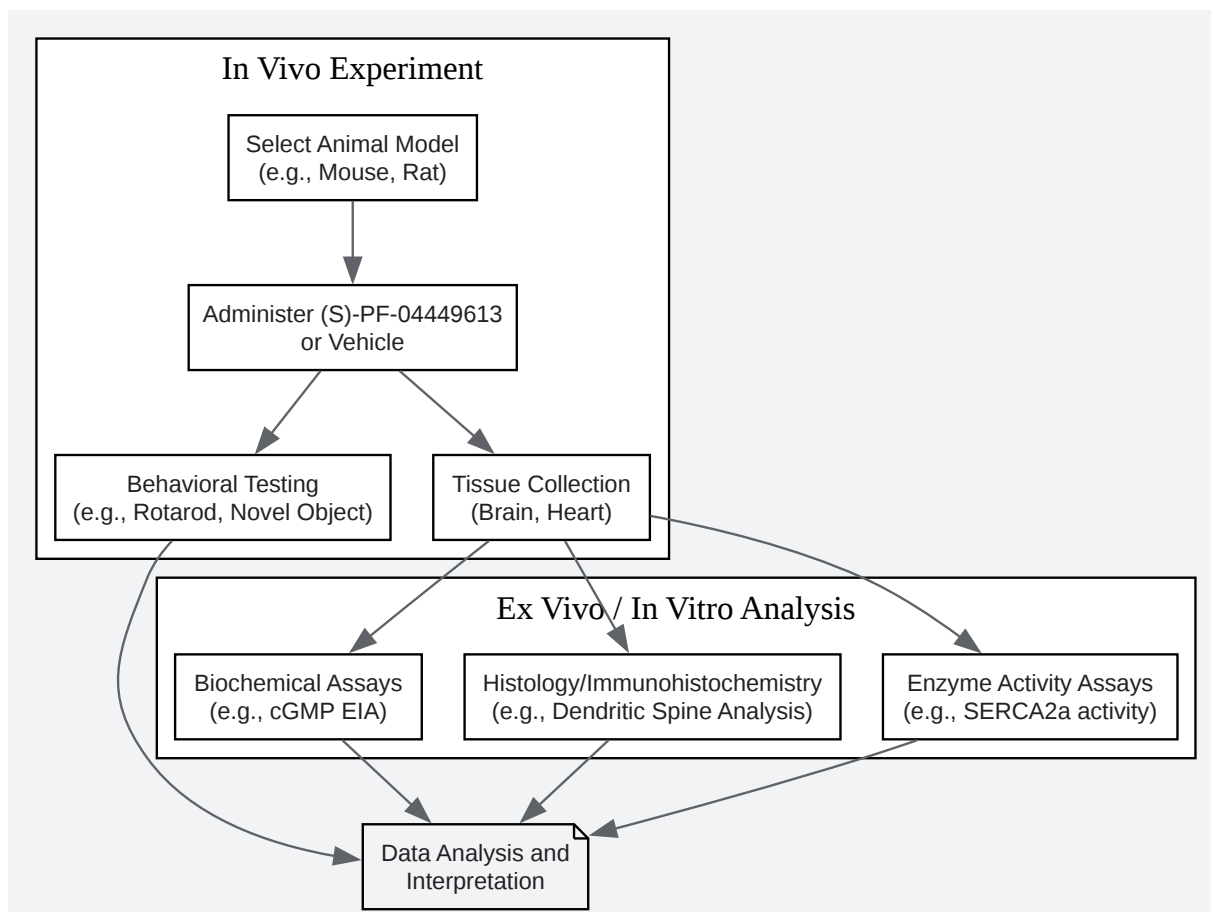 In Vivo Experiment
Select Animal Model
(e.g., Mouse, Rat)
Administer (S)-PF-04449613
or Vehicle
Behavioral Testing
(e.g., Rotarod, Novel Object)
Tissue Collection
(Brain, Heart)
Ex Vivo / In Vitro Analysis
Biochemical Assays
(e.g., cGMP EIA)
Histology/Immunohistochemistry
(e.g., Dendritic Spine Analysis)
Enzyme Activity Assays
(e.g., SERCA2a activity)
Data Analysis and
Interpretation